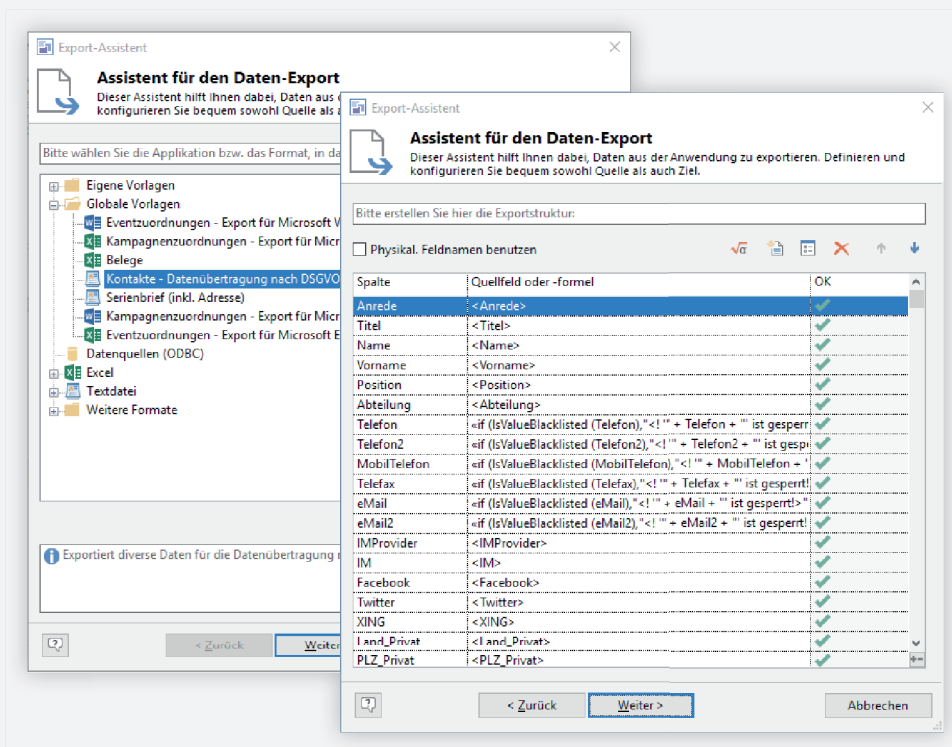 Export-Assistent
Assistent für den Daten-Export
Dieser Assistent hilft Ihnen dabei, Daten aus
konfigurieren Sie bequem sowohl Quelle als
Bitte wählen Sie die Applikation bzw. das Format, in da
Eigene Vorlagen
Globale Vorlagen
Eventzuordnungen - Export für Microsoft W
Kampagnenzuordnungen - Export für Micr
Belege
Kontakte - Datenübertragung nach DSGVO
Serienbrief (inkl. Adresse)
Kampagnenzuordnungen - Export für Micr
Eventzuordnungen - Export für Microsoft E
Datenquellen (ODBC)
Excel
Textdatei
Weitere Formate
Exportiert diverse Daten für die Datenübertragung
< Zurück
Weiter
Export-Assistent
Assistent für den Daten-Export
Dieser Assistent hilft Ihnen dabei, Daten aus der Anwendung zu exportieren. Definieren und
konfigurieren Sie bequem sowohl Quelle als auch Ziel.
Bitte erstellen Sie hier die Exportstruktur:
Physikal. Feldnamen benutzen
Spalte Quellfeld oder -formel OK
Anrede <Anrede>
Titel <Titel>
Name <Name>
Vorname <Vorname>
Position <Position>
Abteilung <Abteilung>
Telefon «if (IsValueBlacklisted (Telefon),"<! '" + Telefon + "' ist gesperr
Telefon2 «if (IsValueBlacklisted (Telefon2),"<! '" + Telefon2 + "' ist gesp
MobilTelefon «if (IsValueBlacklisted (MobilTelefon),"<! '" + MobilTelefon + "
Telefax «if (IsValueBlacklisted (Telefax),"<! '" + Telefax + "' ist gesperrt!
eMail «if (IsValueBlacklisted (eMail),"<! '" + eMail + "' ist gesperrt!>"
eMail2 «if (IsValueBlacklisted (eMail2),"<! '" + eMail2 + "' ist gesperrt!
IMProvider <IMProvider>
IM <IM>
Facebook <Facebook>
Twitter <Twitter>
XING <XING>
Land_Privat <Land_Privat>
PLZ_Privat <PLZ_Privat>
< Zurück
Weiter >
Abbrechen